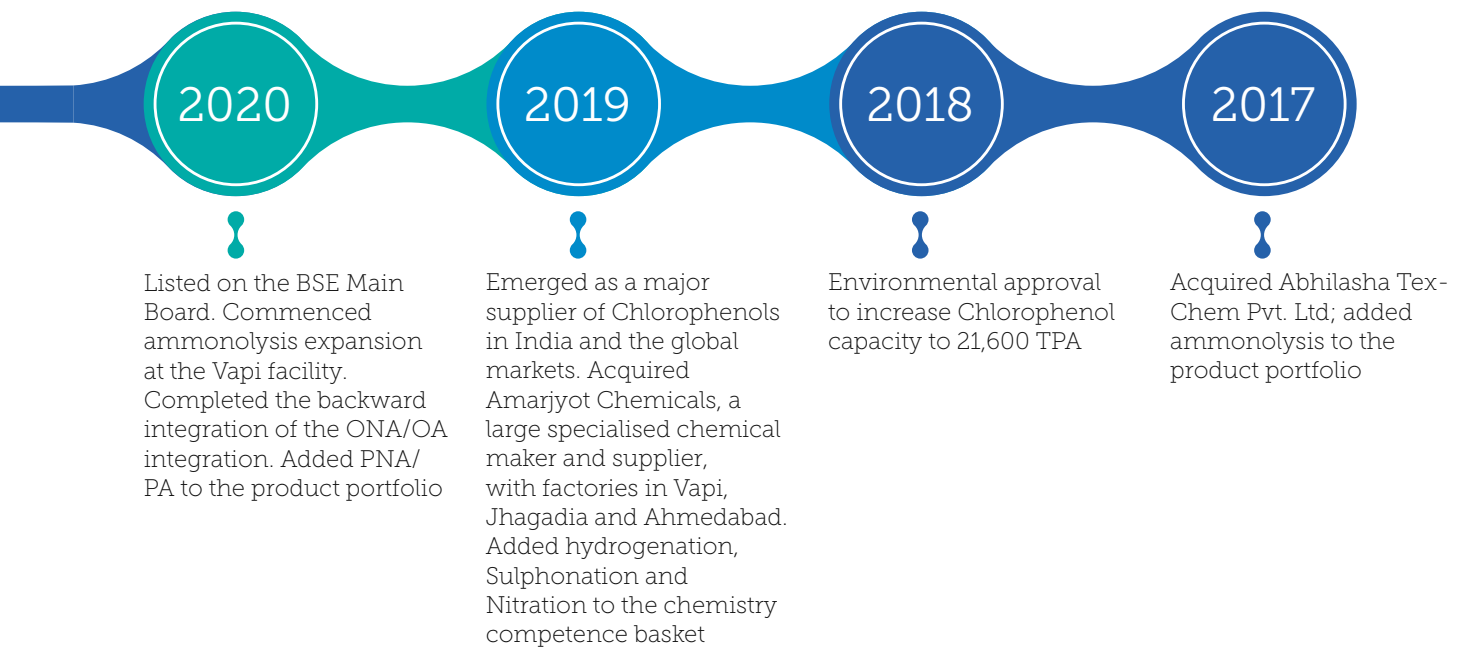 2020
Listed on the BSE Main
Board. Commenced
ammonolysis expansion
at the Vapi facility.
Completed the backward
integration of the ONA/OA
integration. Added PNA/
PA to the product portfolio
2019
Emerged as a major
supplier of Chlorophenols
in India and the global
markets. Acquired
Amarjyot Chemicals, a
large specialised chemical
maker and supplier,
with factories in Vapi,
Jhagadia and Ahmedabad.
Added hydrogenation,
Sulphonation and
Nitration to the chemistry
competence basket
2018
Environmental approval
to increase Chlorophenol
capacity to 21,600 TPA
2017
Acquired Abhilasha Tex-
Chem Pvt. Ltd; added
ammonolysis to the
product portfolio